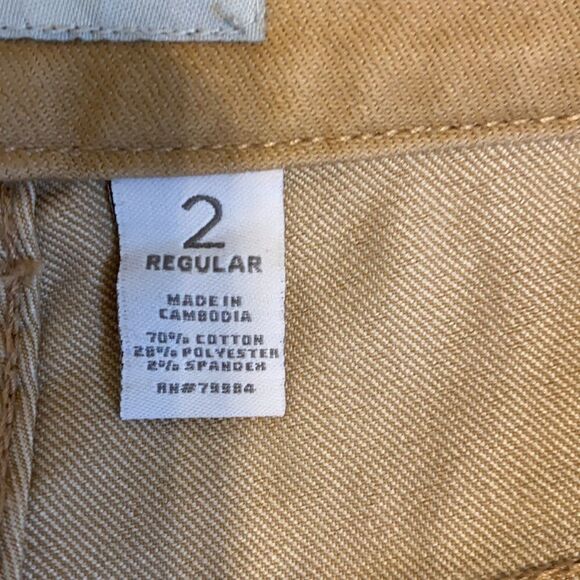 2
REGULAR
MADE IN
CAMBODIA
70% COTTON
28% POLYESTER
2% SPANDEX
RN#79984